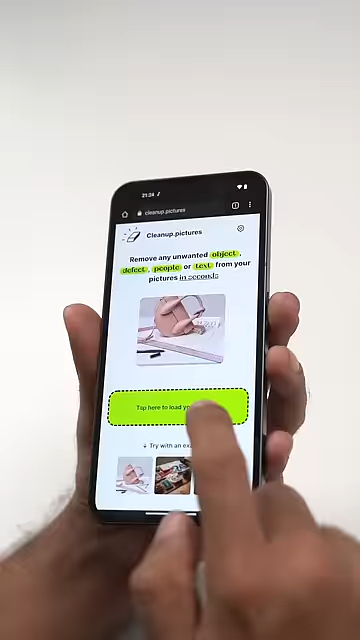 21:24
cleanup.pictures
Cleanup.pictures
Remove any unwanted object,
defect, people or text from your
pictures in seconds
Tap here to load
↓ Try with an